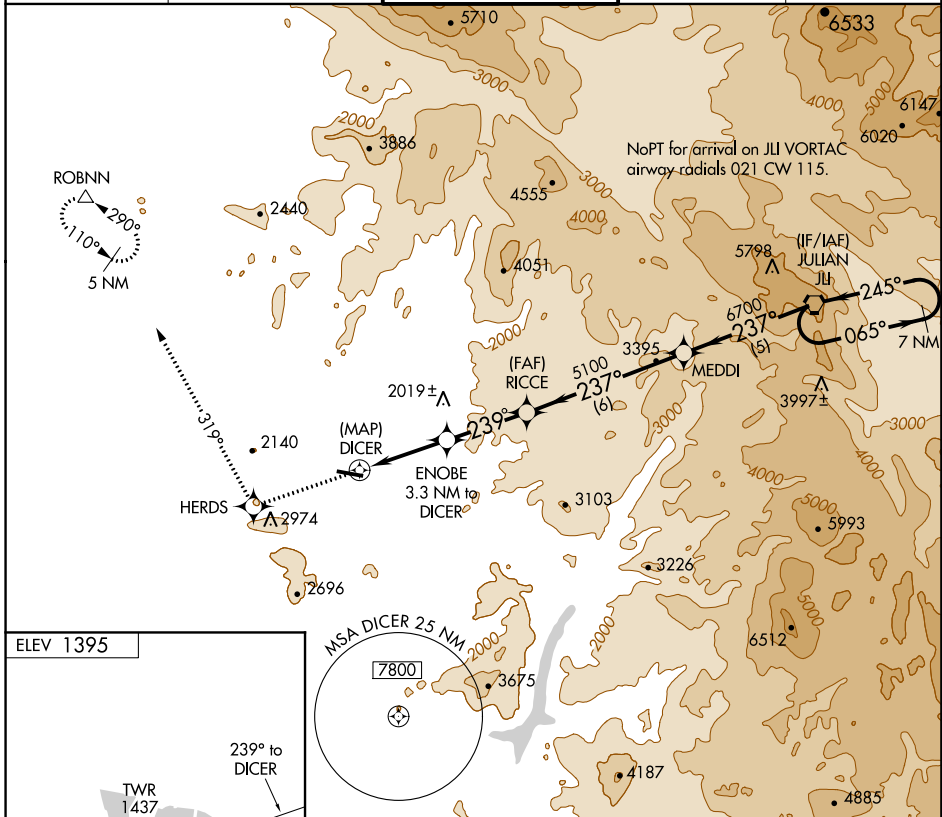 5710
6533
3000
4000
5000
6147
2000
6020
3886
NoPT for arrival on JLI VORTAC
airway radials 021 CW 115.
ROBNN
4555
3000
290°
2440
4000
110°
5 NM
4051
5798
(IF/IAF)
JULIAN
JLI
245°
6700
237°
(5)
065°
7 NM
2000
3395
5100
237°
(6)
MEDDI
(FAF)
RICCE
2019±
3997±
3000
3000
239°
319°
(MAP)
DICER
2140
4000
ENOBE
3.3 NM to
DICER
HERDS
2974
3103
5000
5993
3226
2696
2000
5000
6512
MSA DICER 25 NM
7800
2000
3675
ELEV 1395
239° to
DICER
TWR
1437
4187
4885